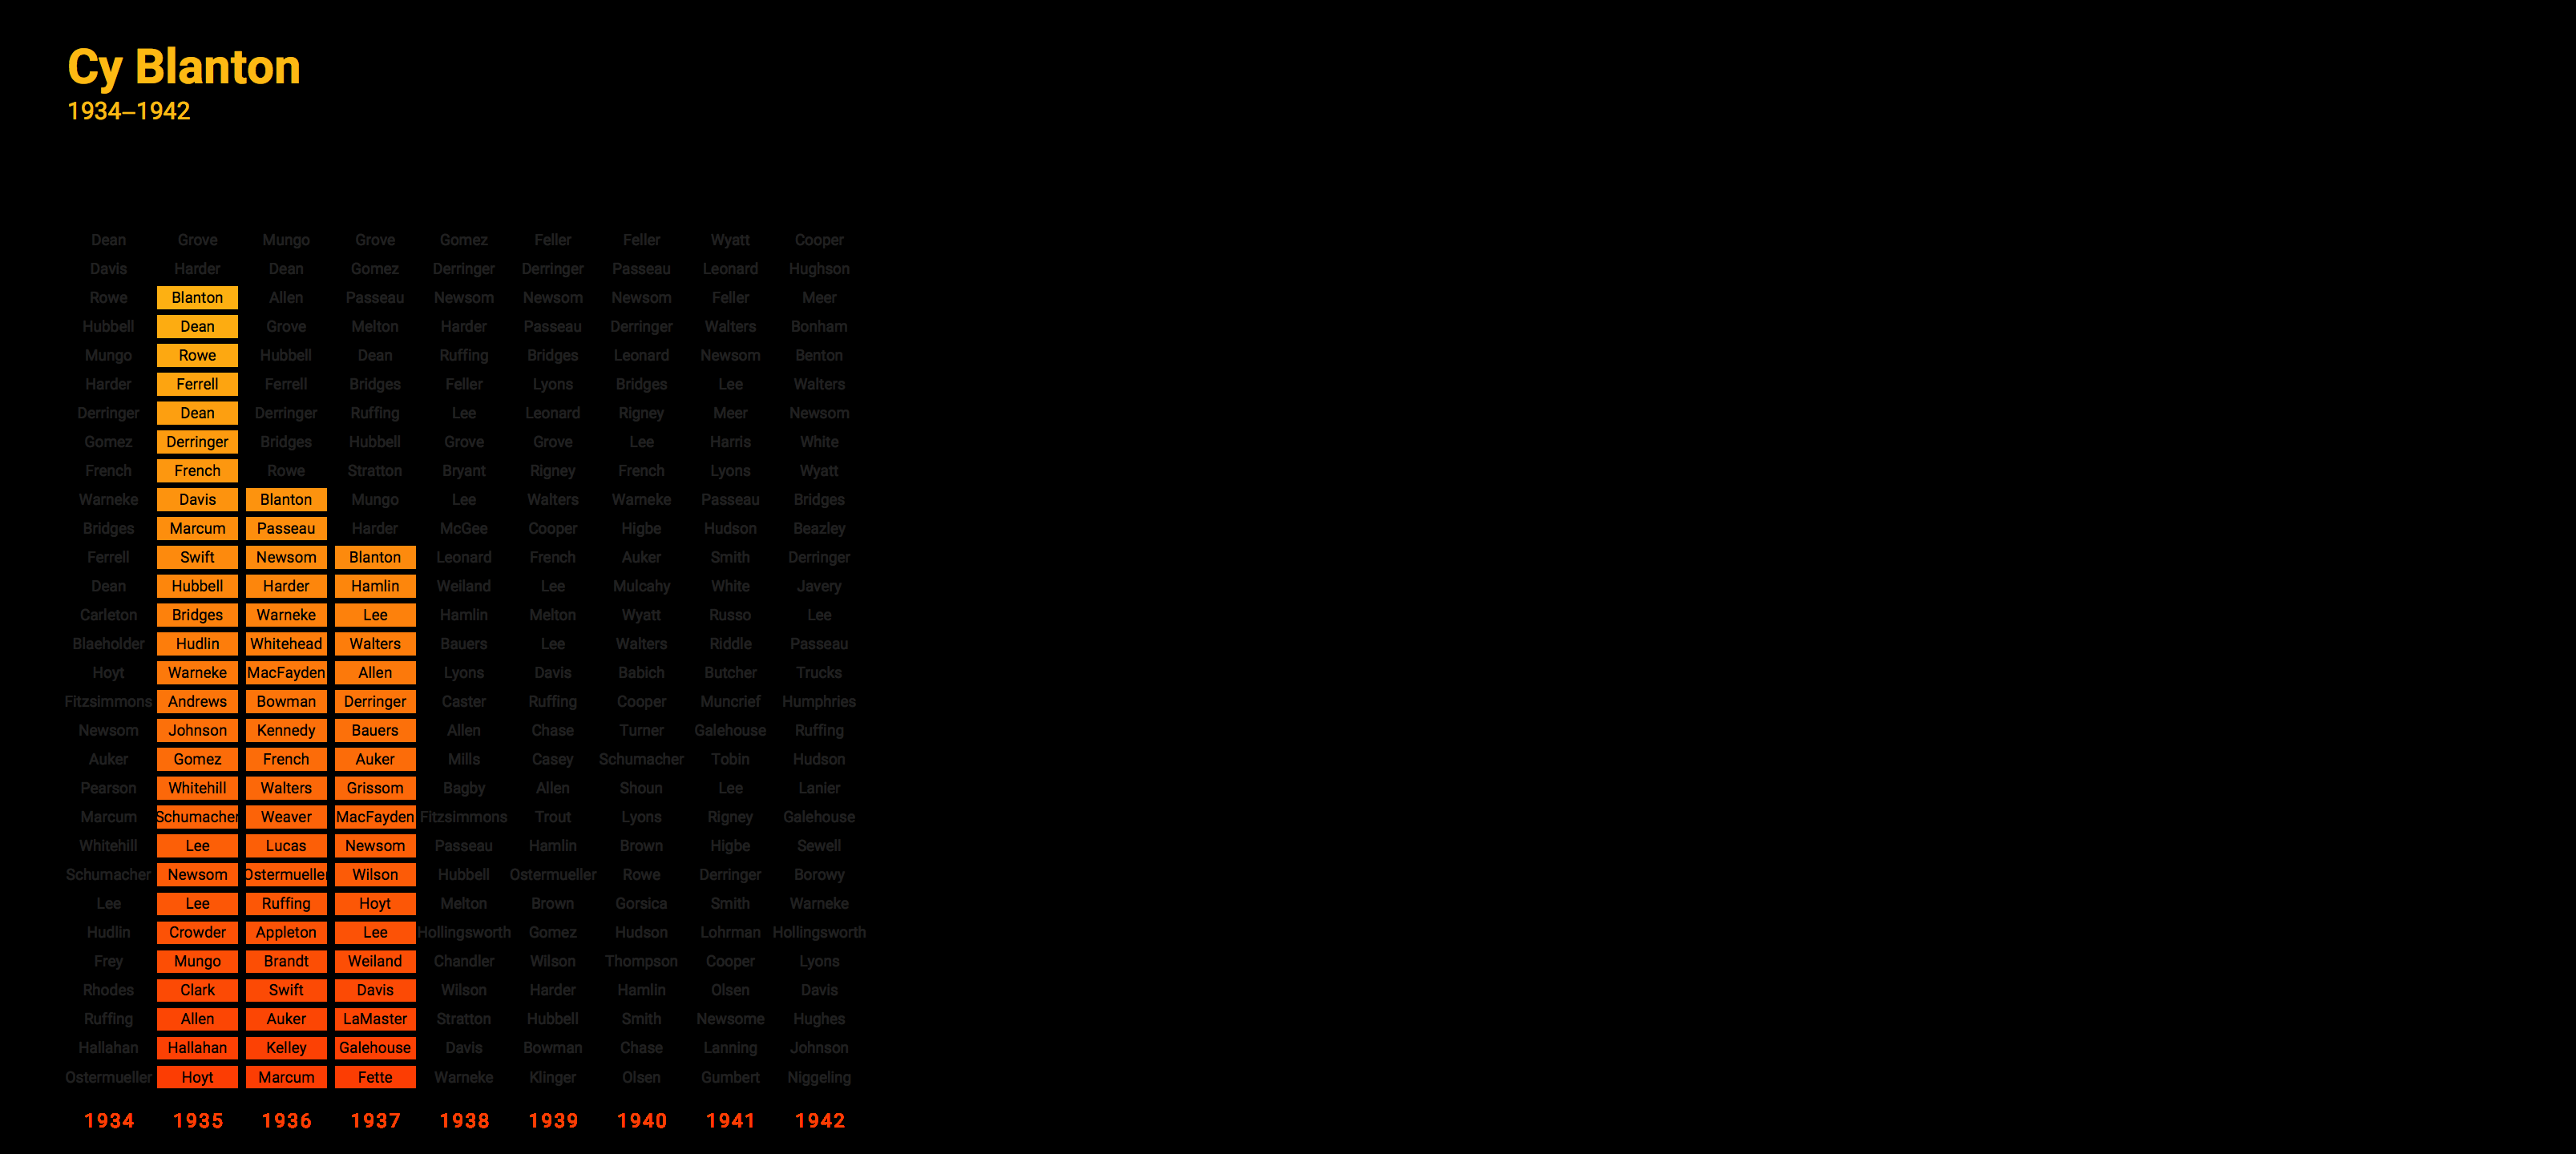 Cy Blanton
1934–1942
Dean Grove Mungo Grove Gomez Feller Feller Wyatt Cooper
Davis Harder Dean Gomez Derringer Derringer Passeau Leonard Hughson
Rowe Blanton Allen Passeau Newsom Newsom Newsom Feller Meer
Hubbell Dean Grove Melton Harder Passeau Derringer Walters Bonham
Mungo Rowe Hubbell Dean Ruffing Bridges Leonard Newsom Benton
Harder Ferrell Ferrell Bridges Feller Lyons Bridges Lee Walters
Derringer Dean Derringer Ruffing Lee Leonard Rigney Meer Newsom
Gomez Derringer Bridges Hubbell Grove Grove Lee Harris White
French French Rowe Stratton Bryant Rigney French Lyons Wyatt
Warneke Davis Blanton Mungo Lee Walters Warneke Passeau Bridges
Bridges Marcum Passeau Harder McGee Cooper Higbe Hudson Beazley
Ferrell Swift Newsom Blanton Leonard French Auker Smith Derringer
Dean Hubbell Harder Hamlin Weiland Lee Mulcahy White Javery
Carleton Bridges Warneke Lee Hamlin Melton Wyatt Russo Lee
Blaeholder Hudlin Whitehead Walters Bauers Lee Walters Riddle Passeau
Hoyt Warneke MacFayden Allen Lyons Davis Babich Butcher Trucks
Fitzsimmons Andrews Bowman Derringer Caster Ruffing Cooper Muncrief Humphries
Newsom Johnson Kennedy Bauers Allen Chase Turner Galehouse Ruffing
Auker Gomez French Auker Mills Casey Schumacher Tobin Hudson
Pearson Whitehill Walters Grissom Bagby Allen Shoun Lee Lanier
Marcum Schumacher Weaver MacFayden Fitzsimmons Trout Lyons Rigney Galehouse
Whitehill Lee Lucas Newsom Passeau Hamlin Brown Higbe Sewell
Schumacher Newsom Ostermueller Wilson Hubbell Ostermueller Rowe Derringer Borowy
Lee Lee Ruffing Hoyt Melton Brown Gorsica Smith Warneke
Hudlin Crowder Appleton Lee Hollingsworth Gomez Hudson Lohrman Hollingsworth
Frey Mungo Brandt Weiland Chandler Wilson Thompson Cooper Lyons
Rhodes Clark Swift Davis Wilson Harder Hamlin Olsen Davis
Ruffing Allen Auker LaMaster Stratton Hubbell Smith Newsome Hughes
Hallahan Hallahan Kelley Galehouse Davis Bowman Chase Lanning Johnson
Ostermueller Hoyt Marcum Fette Warneke Klinger Olsen Gumbert Niggeling
1934 1935 1936 1937 1938 1939 1940 1941 1942